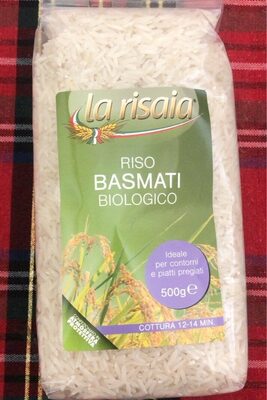 la risaia
RISO
BASMATI
BIOLOGICO
Ideale
per contorni
e piatti pregiati
500g℮
COTTURA 12-14 MIN.